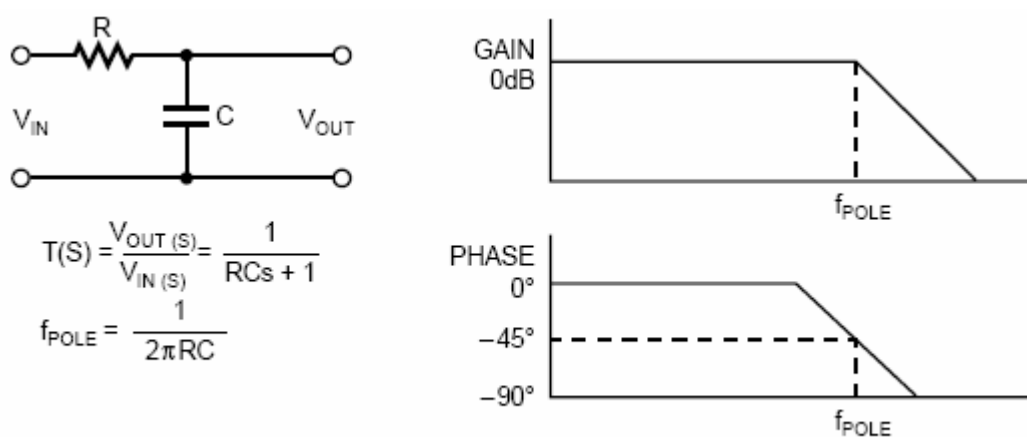 R
V_IN
C
V_OUT
T(S) = V_OUT (S) / V_IN (S) = 1 / RCs + 1
f_POLE = 1 / 2πRC
GAIN
0dB
f_POLE
PHASE
0°
–45°
–90°
f_POLE